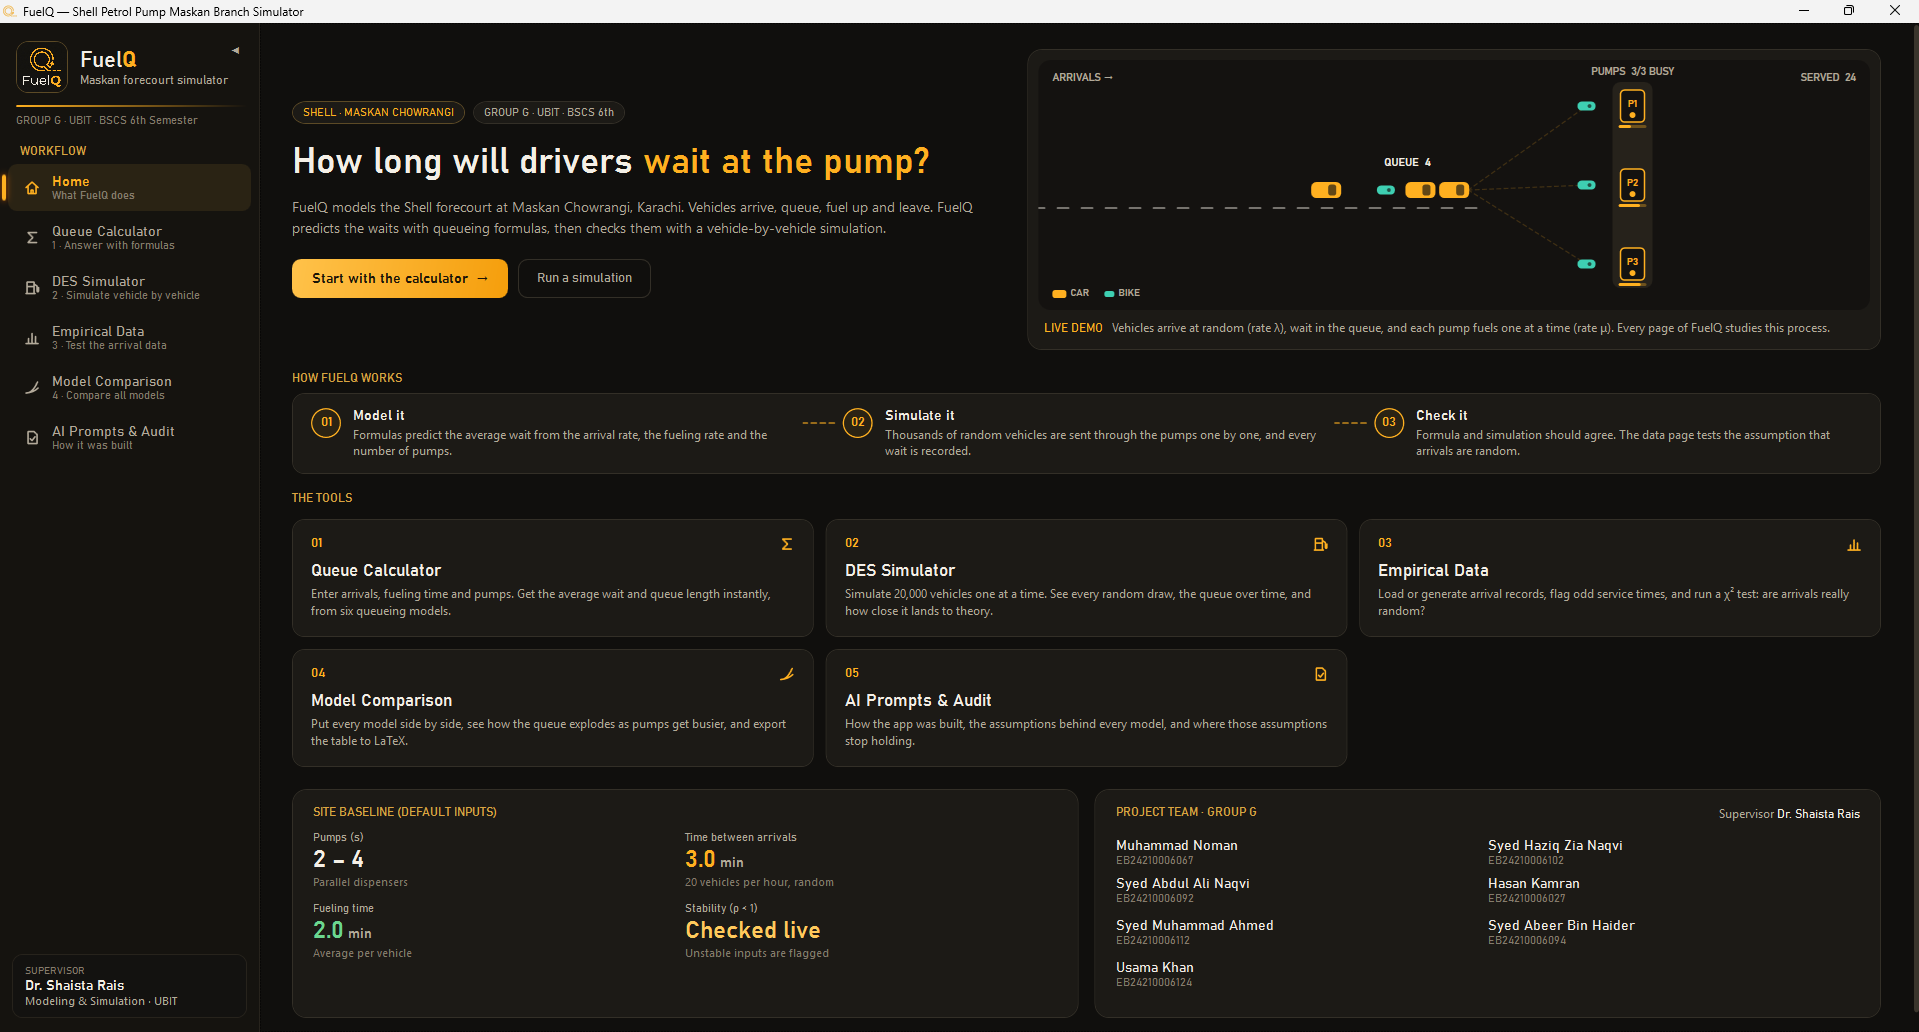 FuelQ — Shell Petrol Pump Maskan Branch Simulator
FuelQ
FuelQ
Maskan forecourt simulator
GROUP G · UBIT · BSCS 6th Semester
WORKFLOW
Home
What FuelQ does
Queue Calculator
1 · Answer with formulas
DES Simulator
2 · Simulate vehicle by vehicle
Empirical Data
3 · Test the arrival data
Model Comparison
4 · Compare all models
AI Prompts & Audit
How it was built
SUPERVISOR
Dr. Shaista Rais
Modeling & Simulation · UBIT
SHELL · MASKAN CHOWRANGI
GROUP G · UBIT · BSCS 6th
How long will drivers wait at the pump?
FuelQ models the Shell forecourt at Maskan Chowrangi, Karachi. Vehicles arrive, queue, fuel up and leave. FuelQ
predicts the waits with queueing formulas, then checks them with a vehicle-by-vehicle simulation.
Start with the calculator →
Run a simulation
ARRIVALS →
PUMPS 3/3 BUSY
SERVED 24
P1
QUEUE 4
P2
P3
CAR
BIKE
LIVE DEMO Vehicles arrive at random (rate λ), wait in the queue, and each pump fuels one at a time (rate μ). Every page of FuelQ studies this process.
HOW FUELQ WORKS
01
Model it
Formulas predict the average wait from the arrival rate, the fueling rate and the
number of pumps.
02
Simulate it
Thousands of random vehicles are sent through the pumps one by one, and every
wait is recorded.
03
Check it
Formula and simulation should agree. The data page tests the assumption that
arrivals are random.
THE TOOLS
01
Σ
Queue Calculator
Enter arrivals, fueling time and pumps. Get the average wait and queue length instantly,
from six queueing models.
02
DES Simulator
Simulate 20,000 vehicles one at a time. See every random draw, the queue over time, and
how close it lands to theory.
03
Empirical Data
Load or generate arrival records, flag odd service times, and run a χ² test: are arrivals really
random?
04
Model Comparison
Put every model side by side, see how the queue explodes as pumps get busier, and export
the table to LaTeX.
05
AI Prompts & Audit
How the app was built, the assumptions behind every model, and where those assumptions
stop holding.
SITE BASELINE (DEFAULT INPUTS)
Pumps (s)
2 – 4
Parallel dispensers
Time between arrivals
3.0 min
20 vehicles per hour, random
Fueling time
2.0 min
Average per vehicle
Stability (ρ < 1)
Checked live
Unstable inputs are flagged
PROJECT TEAM · GROUP G
Supervisor Dr. Shaista Rais
Muhammad Noman
EB24210006067
Syed Haziq Zia Naqvi
EB24210006102
Syed Abdul Ali Naqvi
EB24210006092
Hasan Kamran
EB24210006027
Syed Muhammad Ahmed
EB24210006112
Syed Abeer Bin Haider
EB24210006094
Usama Khan
EB24210006124